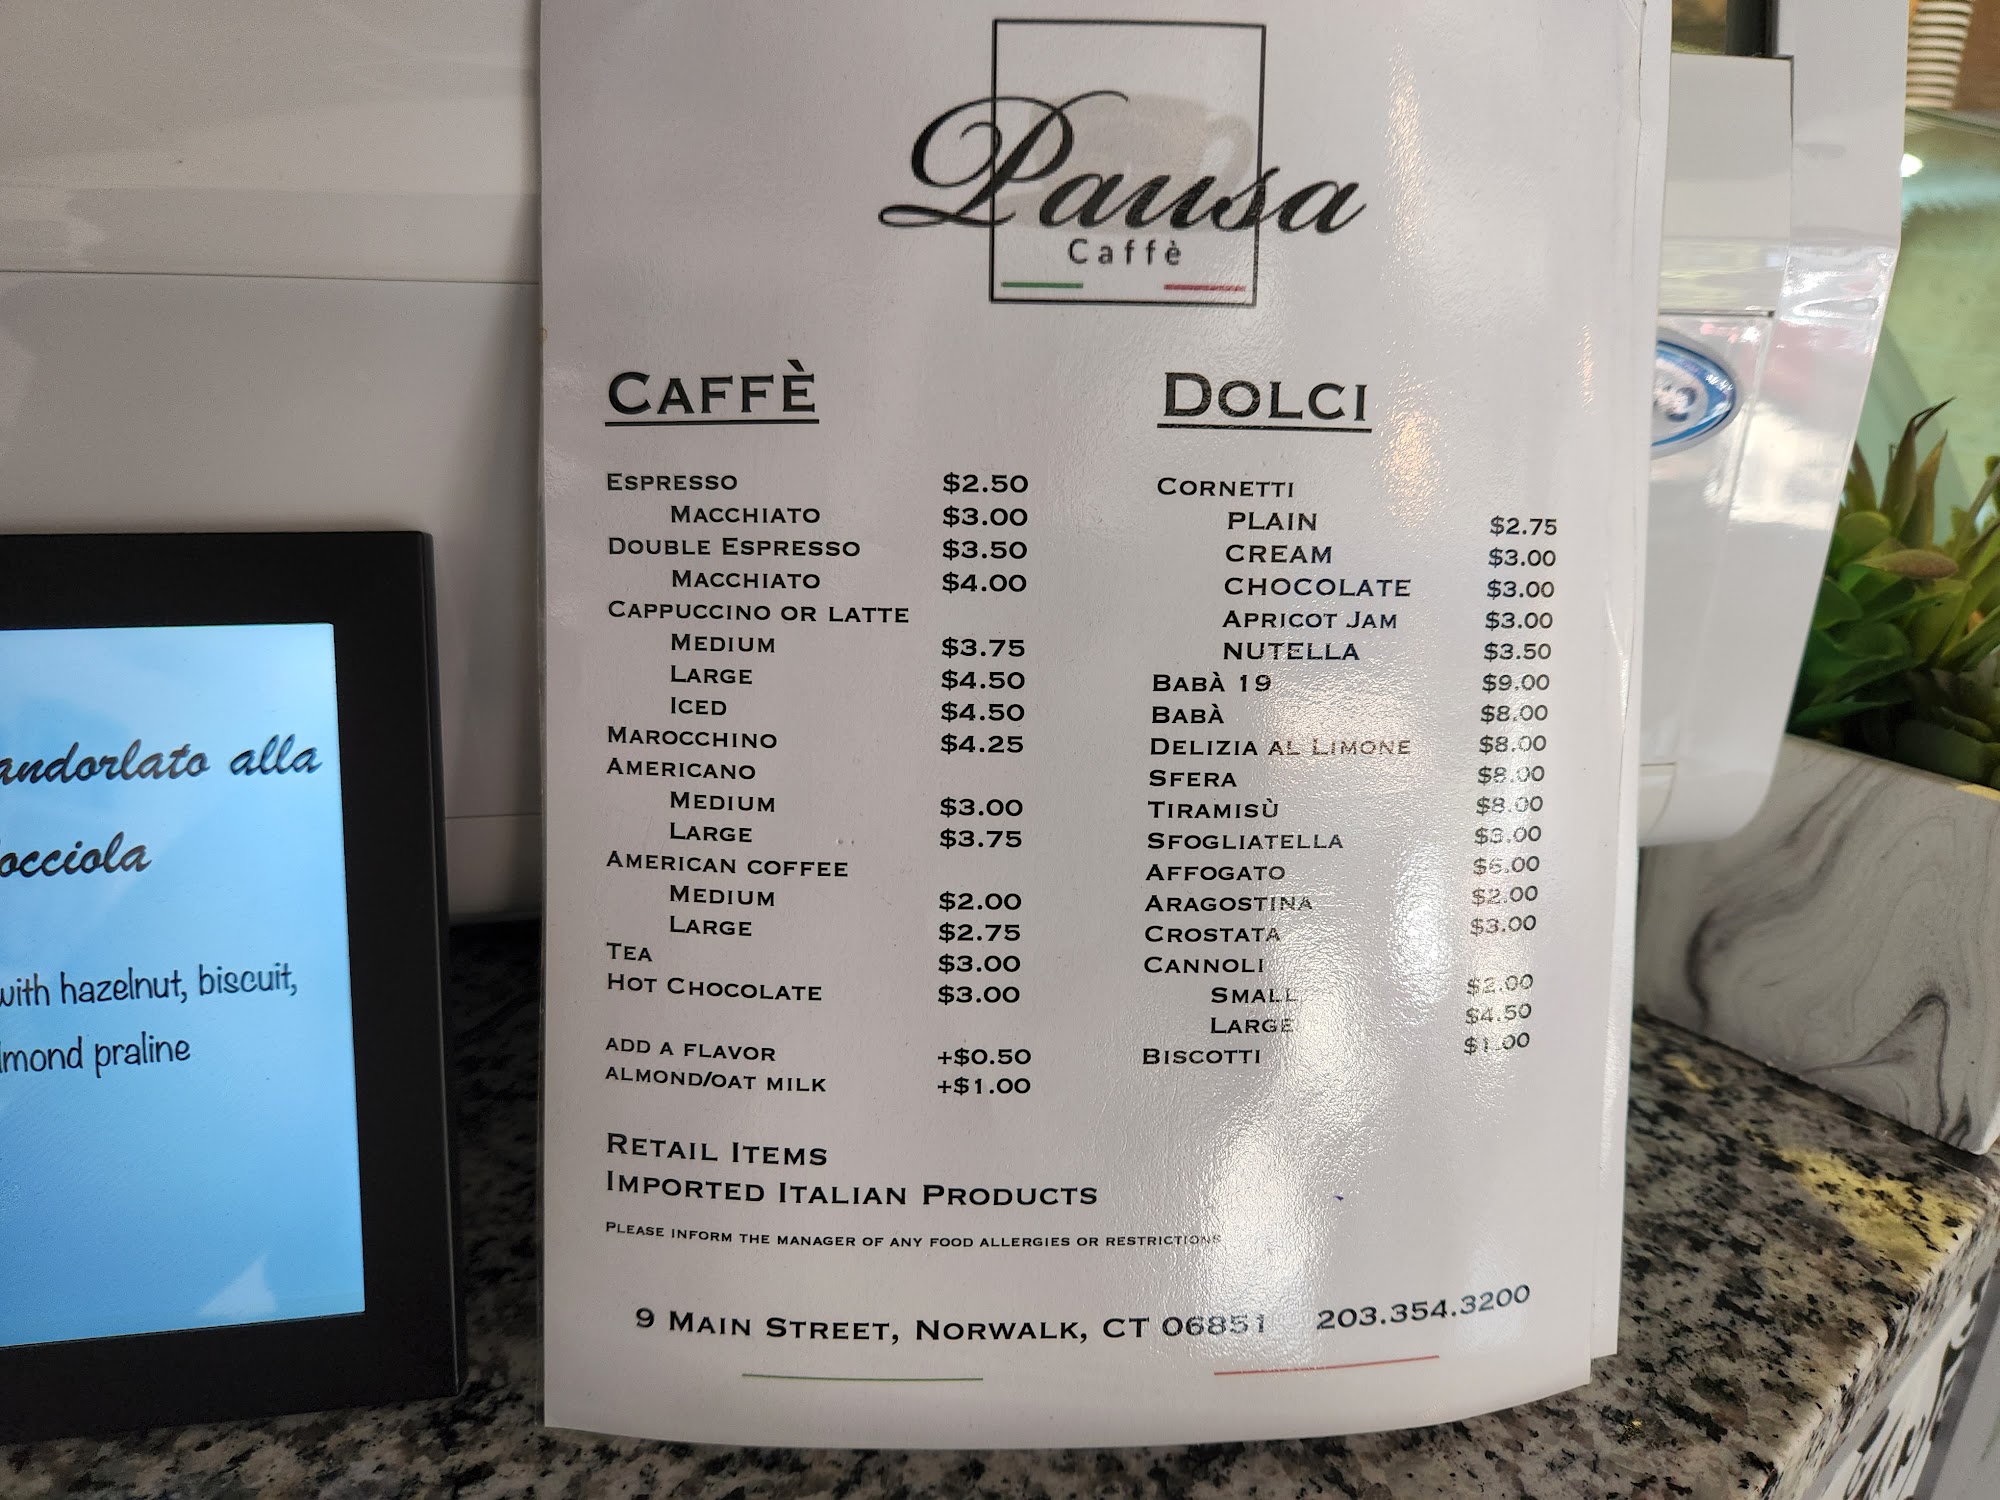 Pausa
Caffè
CAFFÈ
ESPRESSO $2.50
MACCHIATO $3.00
DOUBLE ESPRESSO $3.50
MACCHIATO $4.00
CAPPUCCINO OR LATTE
MEDIUM $3.75
LARGE $4.50
ICED $4.50
MAROCCHINO $4.25
AMERICANO
MEDIUM $3.00
LARGE $3.75
AMERICAN COFFEE
MEDIUM $2.00
LARGE $2.75
TEA $3.00
HOT CHOCOLATE $3.00
ADD A FLAVOR +$0.50
ALMOND/OAT MILK +$1.00
DOLCI
CORNETTI
PLAIN $2.75
CREAM $3.00
CHOCOLATE $3.00
APRICOT JAM $3.00
NUTELLA $3.50
BABÀ 19 $9.00
BABÀ $8.00
DELIZIA AL LIMONE $8.00
SFERA $8.00
TIRAMISÙ $8.00
SFOGLIATELLA $3.00
AFFOGATO $6.00
ARAGOSTINA $2.00
CROSTATA $3.00
CANNOLI
SMALL $2.00
LARGE $4.50
BISCOTTI $1.00
RETAIL ITEMS
IMPORTED ITALIAN PRODUCTS
PLEASE INFORM THE MANAGER OF ANY FOOD ALLERGIES OR RESTRICTIONS
9 MAIN STREET, NORWALK, CT 06851 203.354.3200
andorlato alla
occiola
with hazelnut, biscuit,
lmond praline